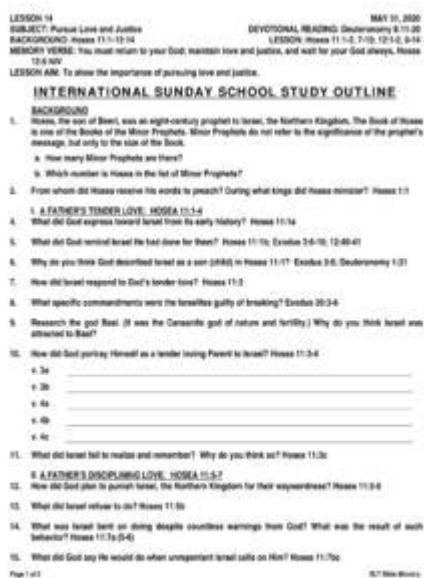 LESSON 14 MAY 31, 2020
SUBJECT: Pursue Love and Justice DEVOTIONAL READING: Deuteronomy 8:11-20
BACKGROUND: Hosea 11:1-12:14 LESSON: Hosea 11:1-2, 7-10; 12:1-2, 6-14
MEMORY VERSE: You must return to your God; maintain love and justice, and wait for your God always, Hosea
12:6 NIV
LESSON AIM: To show the importance of pursuing love and justice.
INTERNATIONAL SUNDAY SCHOOL STUDY OUTLINE
BACKGROUND
1. Hosea, the son of Beeri, was an eight-century prophet to Israel, the Northern Kingdom. The Book of Hosea
is one of the Books of the Minor Prophets. Minor Prophets do not refer to the significance of the prophet's
message, but only to the size of the Book.
a. How many Minor Prophets are there?
b. Which number is Hosea in the list of Minor Prophets?
2. From whom did Hosea receive his words to preach? During what kings did Hosea minister? Hosea 1:1
I. A FATHER'S TENDER LOVE: HOSEA 11:1-4
4. What did God express toward Israel from its early history? Hosea 11:1a
5. What did God remind Israel He had done for them? Hosea 11:1b; Exodus 3:6-10; 12:40-41
6. Why do you think God described Israel as a son (child) in Hosea 11:1? Exodus 3:6; Deuteronomy 1:31
7. How did Israel respond to God's tender love? Hosea 11:2
8. What specific commandments were the Israelites guilty of breaking? Exodus 20:3-6
9. Research the god Baal. (It was the Canaanite god of nature and fertility.) Why do you think Israel was
attracted to Baal?
10. How did God portray Himself as a tender loving Parent to Israel? Hosea 11:3-4
v. 3a
v. 3b
v. 4a
v. 4b
v. 4c
11. What did Israel fail to realize and remember? Why do you think so? Hosea 11:3c
II. A FATHER'S DISCIPLINING LOVE: HOSEA 11:5-7
12. How did God plan to punish Israel, the Northern Kingdom for their waywardness? Hosea 11:5-6
13. What did Israel refuse to do? Hosea 11:5b
14. What was Israel bent on doing despite countless warnings from God? What was the result of such
behavior? Hosea 11:7a (5-6)
15. What did God say He would do when unrepentant Israel calls on Him? Hosea 11:7bc
Page 1 of